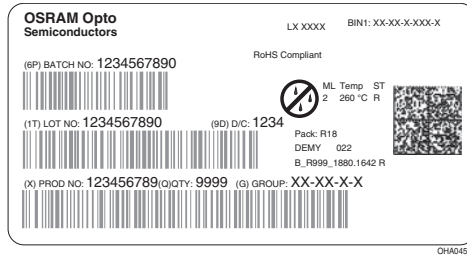 OSRAM Opto
Semiconductors
LX XXXX
BIN1: XX-XX-X-XXX-X
RoHS Compliant
(6P) BATCH NO: 1234567890
ML Temp ST
2 260 °C R
(1T) LOT NO: 1234567890 (9D) D/C: 1234
Pack: R18
DEMY 022
B_R999_1880.1642 R
(X) PROD NO: 123456789(Q)QTY: 9999 (G) GROUP: XX-XX-X-X
OHA045